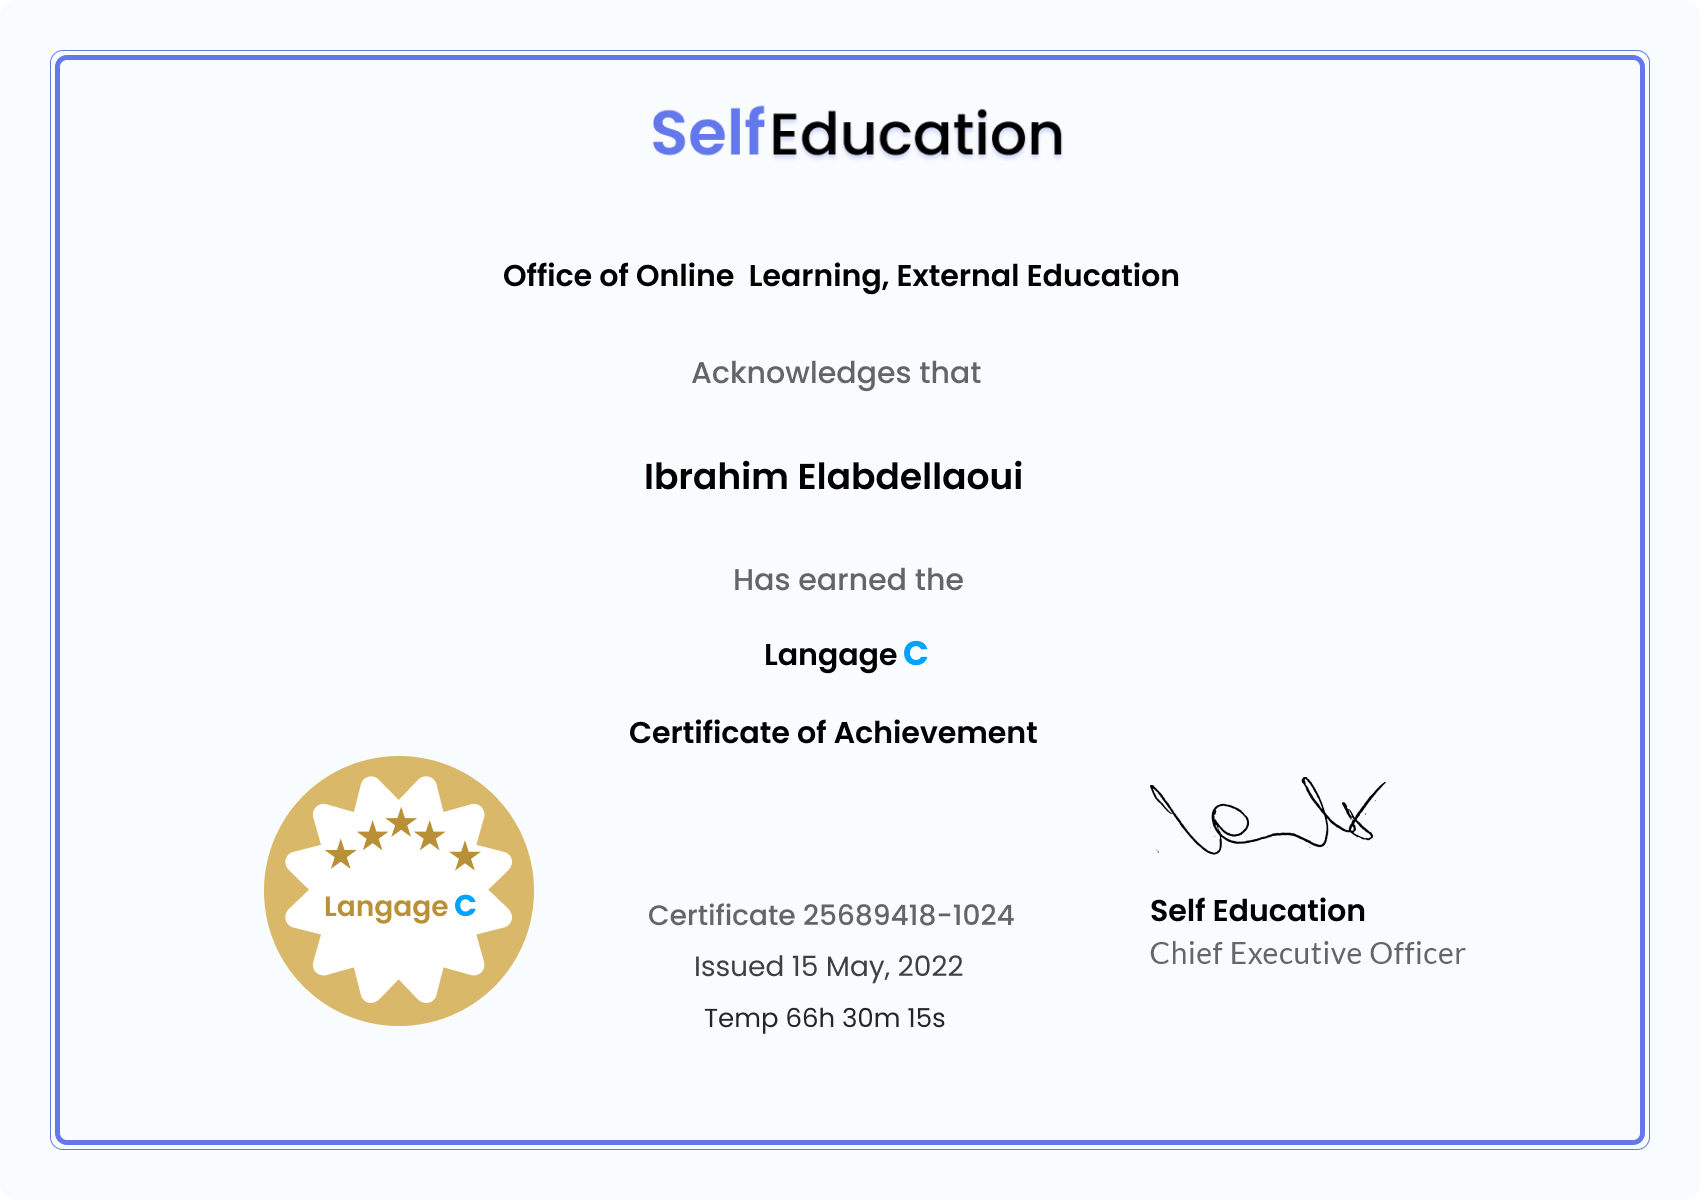 SelfEducation
Office of Online Learning, External Education
Acknowledges that
Ibrahim Elabdellaoui
Has earned the
Langage C
Certificate of Achievement
Langage C
Certificate 25689418-1024
Issued 15 May, 2022
Temp 66h 30m 15s
Self Education
Chief Executive Officer